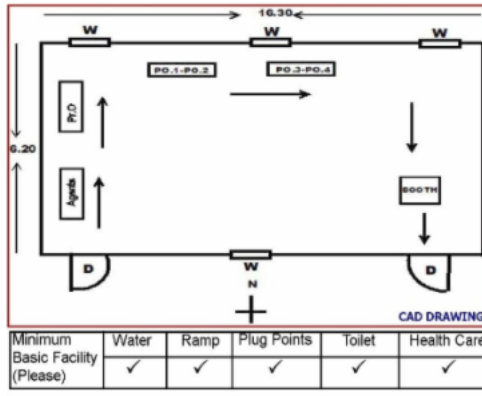 16.30
W W W
PO.1-PO.2 PO.3-PO.4
Pr.O
6.20
Agents
BOOTH
D W D
N
CAD DRAWING
Minimum Basic Facility (Please) Water Ramp Plug Points Toilet Health Care
✓ ✓ ✓ ✓ ✓